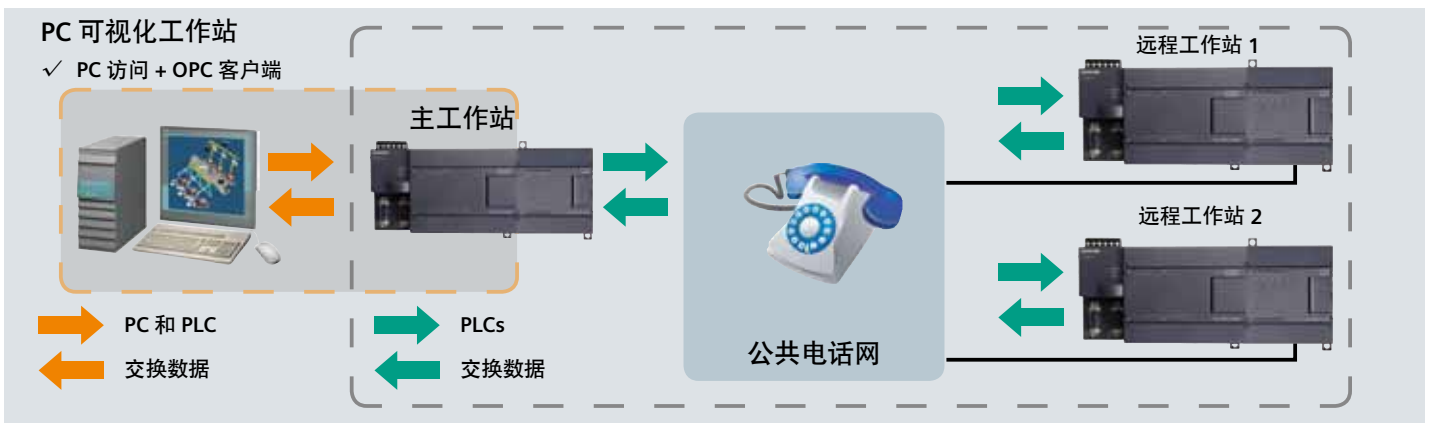 PC 可视化工作站
✓ PC 访问 + OPC 客户端
主工作站
远程工作站 1
远程工作站 2
公共电话网
PC 和 PLC
交换数据
PLCs
交换数据